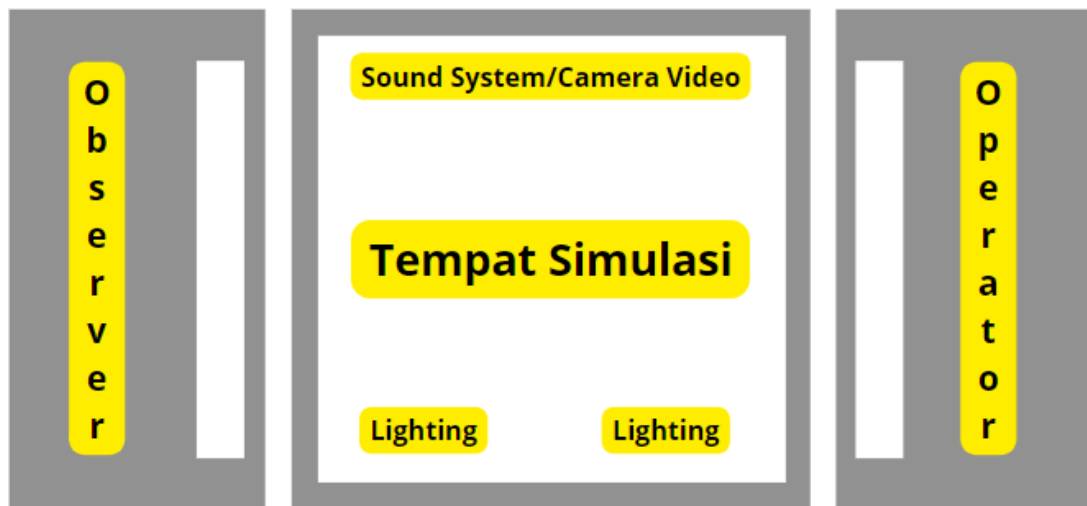 Observer
Sound System/Camera Video
Tempat Simulasi
Lighting
Lighting
Operator